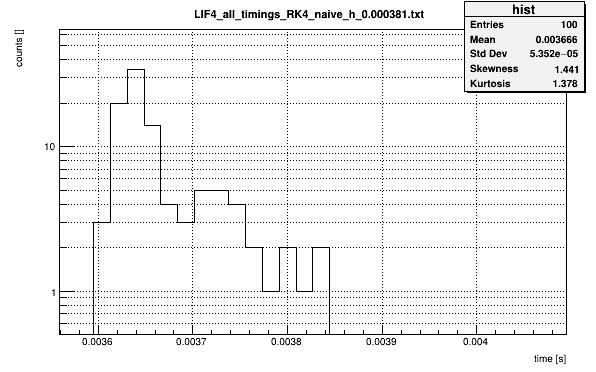 LIF4_all_timings_RK4_naive_h_0.000381.txt
hist
Entries 100
Mean 0.003666
Std Dev 5.352e−05
Skewness 1.441
Kurtosis 1.378
counts []
10
1
0.0036 0.0037 0.0038 0.0039 0.004
time [s]